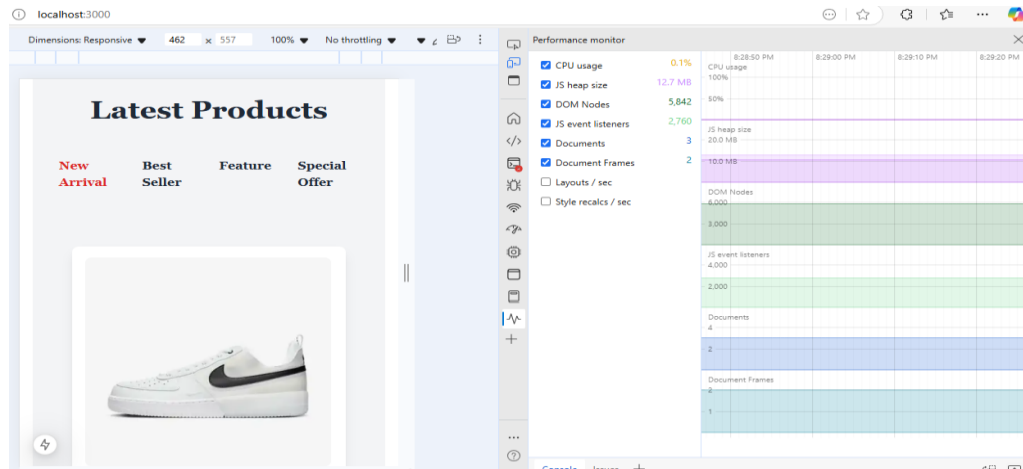 localhost:3000
Dimensions: Responsive 462 x 557 100% No throttling
Latest Products
New Arrival
Best Seller
Feature
Special Offer
Performance monitor
CPU usage 0.1%
JS heap size 12.7 MB
DOM Nodes 5,842
JS event listeners 2,760
Documents 3
Document Frames 2
Layouts / sec
Style recalcs / sec
8:28:50 PM 8:29:00 PM 8:29:10 PM 8:29:20 PM
CPU usage
100%
50%
JS heap size
20.0 MB
10.0 MB
DOM Nodes
6,000
3,000
JS event listeners
4,000
2,000
Documents
4
2
Document Frames
2
1
Console Issues